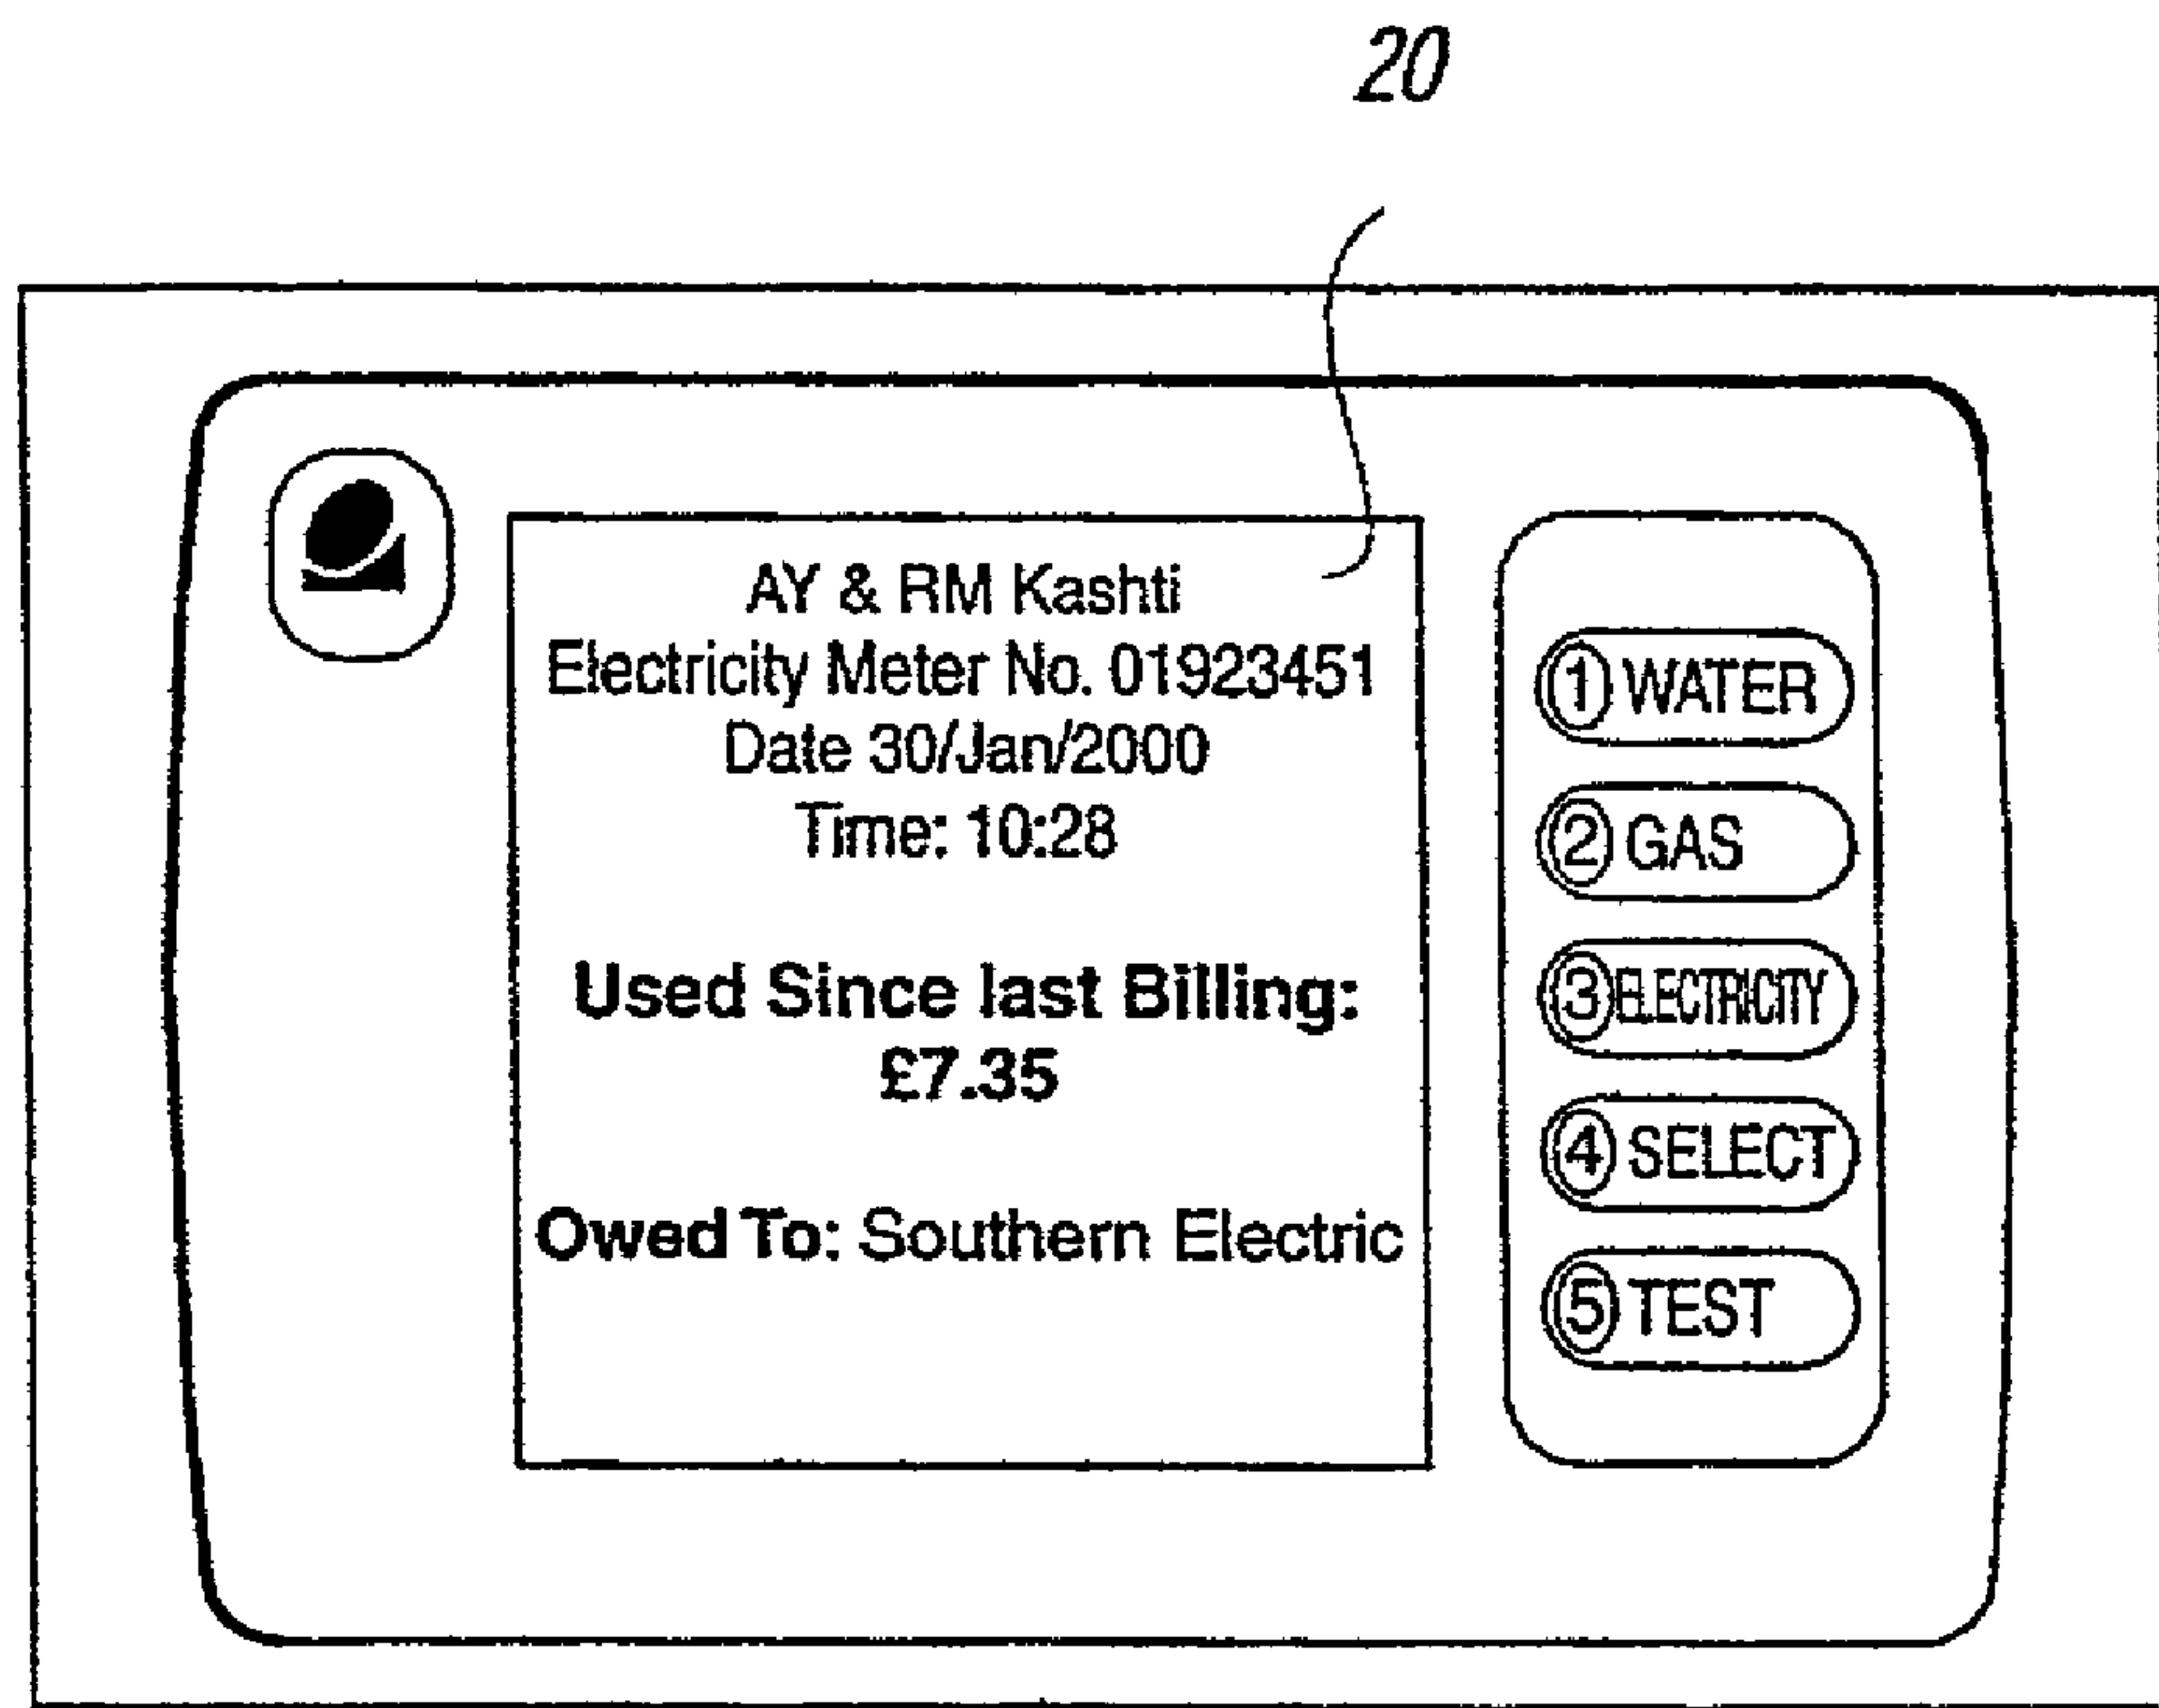 20
AY & RM Kashti
Electricity Meter No. 01923451
Date 30/Jan/2000
Time: 10:28
Used Since last Billing:
£7.35
Owed To: Southern Electric
1 WATER
2 GAS
3 ELECTRICITY
4 SELECT
5 TEST